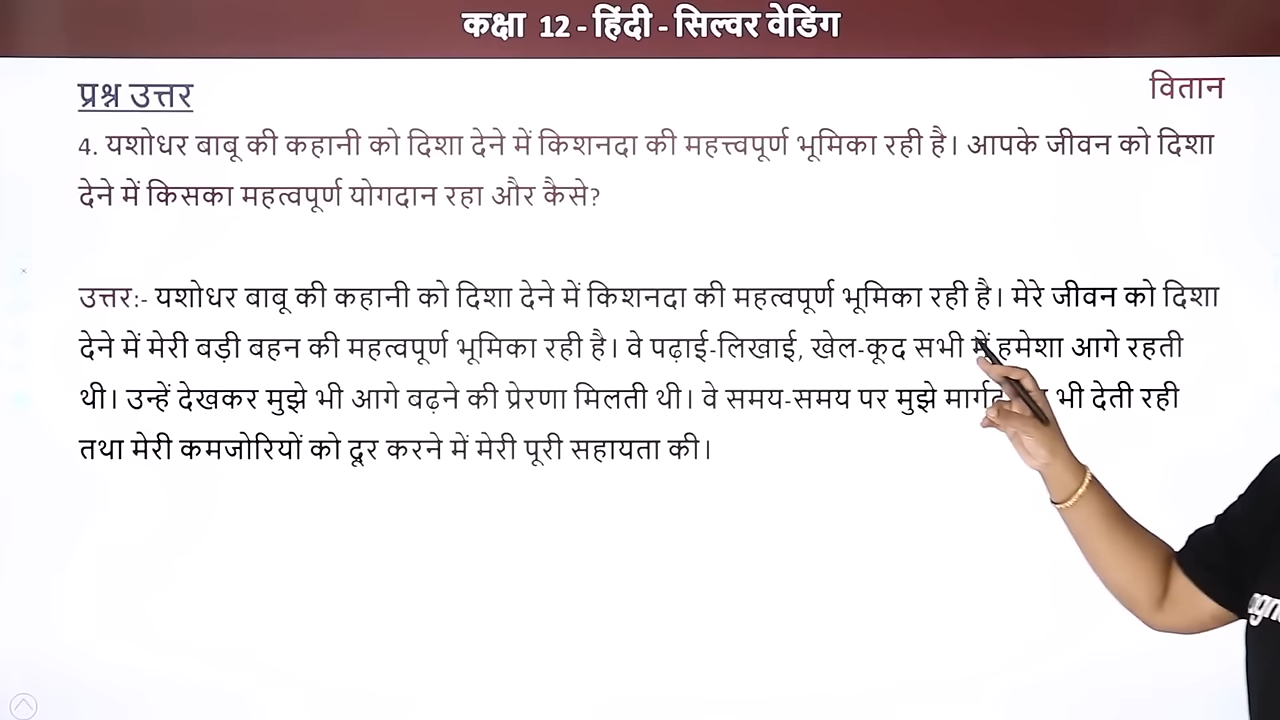 कक्षा 12 - हिंदी - सिल्वर वेडिंग
प्रश्न उत्तर
वितान
4. यशोधर बाबू की कहानी को दिशा देने में किशनदा की महत्त्वपूर्ण भूमिका रही है। आपके जीवन को दिशा
देने में किसका महत्वपूर्ण योगदान रहा और कैसे?
उत्तर:- यशोधर बाबू की कहानी को दिशा देने में किशनदा की महत्वपूर्ण भूमिका रही है। मेरे जीवन को दिशा
देने में मेरी बड़ी बहन की महत्वपूर्ण भूमिका रही है। वे पढ़ाई-लिखाई, खेल-कूद सभी में हमेशा आगे रहती
थी। उन्हें देखकर मुझे भी आगे बढ़ने की प्रेरणा मिलती थी। वे समय-समय पर मुझे भी देती रही
तथा मेरी कमजोरियों को दूर करने में मेरी पूरी सहायता की।